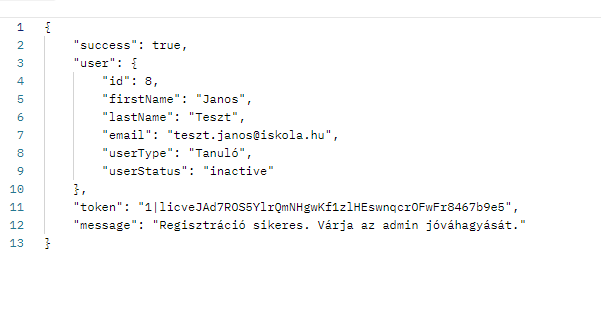 1 {
2 "success": true,
3 "user": {
4 "id": 8,
5 "firstName": "Janos",
6 "lastName": "Teszt",
7 "email": "teszt.janos@iskola.hu",
8 "userType": "Tanuló",
9 "userStatus": "inactive"
10 },
11 "token": "1|licveJAd7ROS5YlrQmNHgwKf1zlHEswnqcrOFwFr8467b9e5",
12 "message": "Regisztráció sikeres. Várja az admin jóváhagyását."
13 }